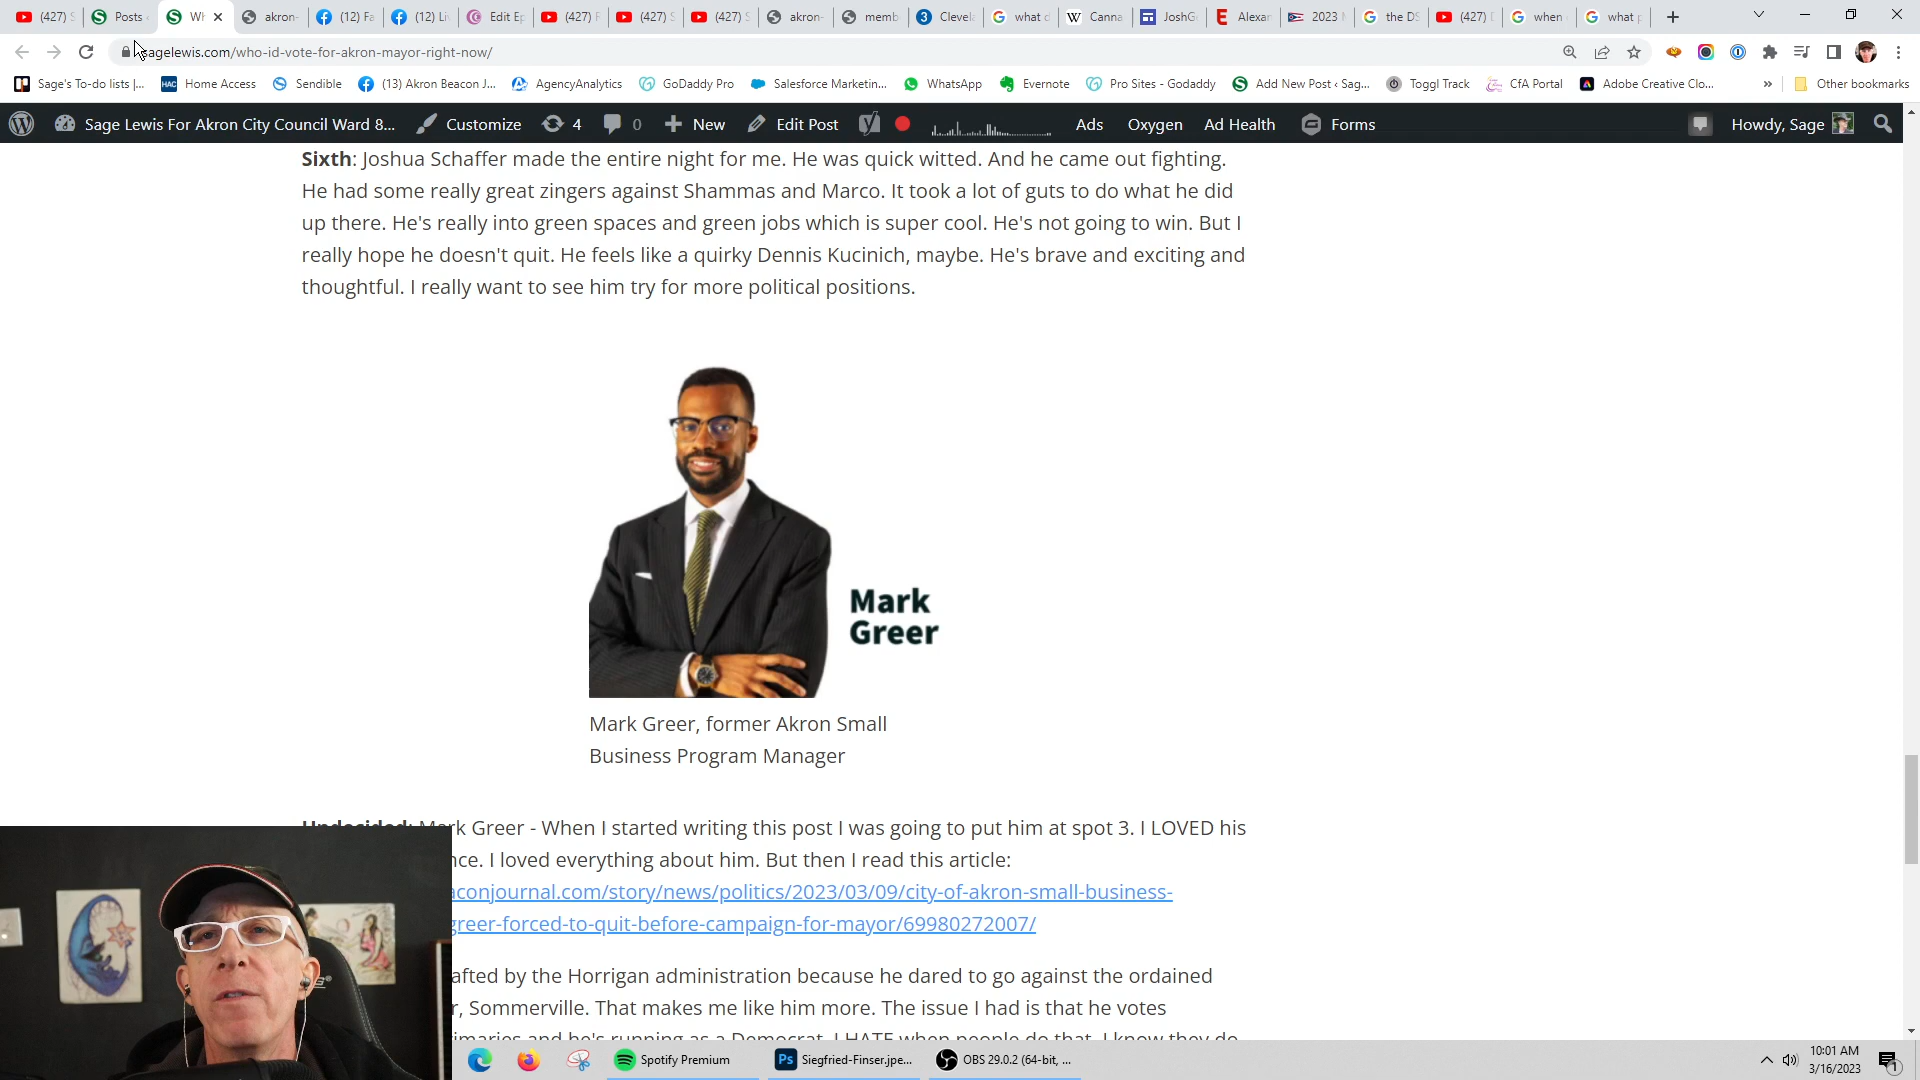 (427) S
Posts ‹
Wh
akron-
(12) Fa
(12) Liv
Edit Ep
(427) F
(427) S
(427) S
akron-
memb
Clevela
what d
Canna
JoshGo
Alexan
2023 M
the DS
(427) D
when
what p
sagelewis.com/who-id-vote-for-akron-mayor-right-now/
Sage's To-do lists |...
Home Access
Sendible
(13) Akron Beacon J...
AgencyAnalytics
GoDaddy Pro
Salesforce Marketin...
WhatsApp
Evernote
Pro Sites - Godaddy
Add New Post ‹ Sag...
Toggl Track
CfA Portal
Adobe Creative Clo...
»
Other bookmarks
Sage Lewis For Akron City Council Ward 8...
Customize
4
0
New
Edit Post
Ads
Oxygen
Ad Health
Forms
Howdy, Sage
Sixth: Joshua Schaffer made the entire night for me. He was quick witted. And he came out fighting.
He had some really great zingers against Shammas and Marco. It took a lot of guts to do what he did
up there. He's really into green spaces and green jobs which is super cool. He's not going to win. But I
really hope he doesn't quit. He feels like a quirky Dennis Kucinich, maybe. He's brave and exciting and
thoughtful. I really want to see him try for more political positions.
Mark
Greer
Mark Greer, former Akron Small
Business Program Manager
Undecided: Mark Greer - When I started writing this post I was going to put him at spot 3. I LOVED his
nce. I loved everything about him. But then I read this article:
aconjournal.com/story/news/politics/2023/03/09/city-of-akron-small-business-
greer-forced-to-quit-before-campaign-for-mayor/69980272007/
afted by the Horrigan administration because he dared to go against the ordained
r, Sommerville. That makes me like him more. The issue I had is that he votes
imaries and he's running as a Democrat. I HATE when people do that. I know they do
Spotify Premium
Siegfried-Finser.jpe...
OBS 29.0.2 (64-bit, ...
10:01 AM
3/16/2023